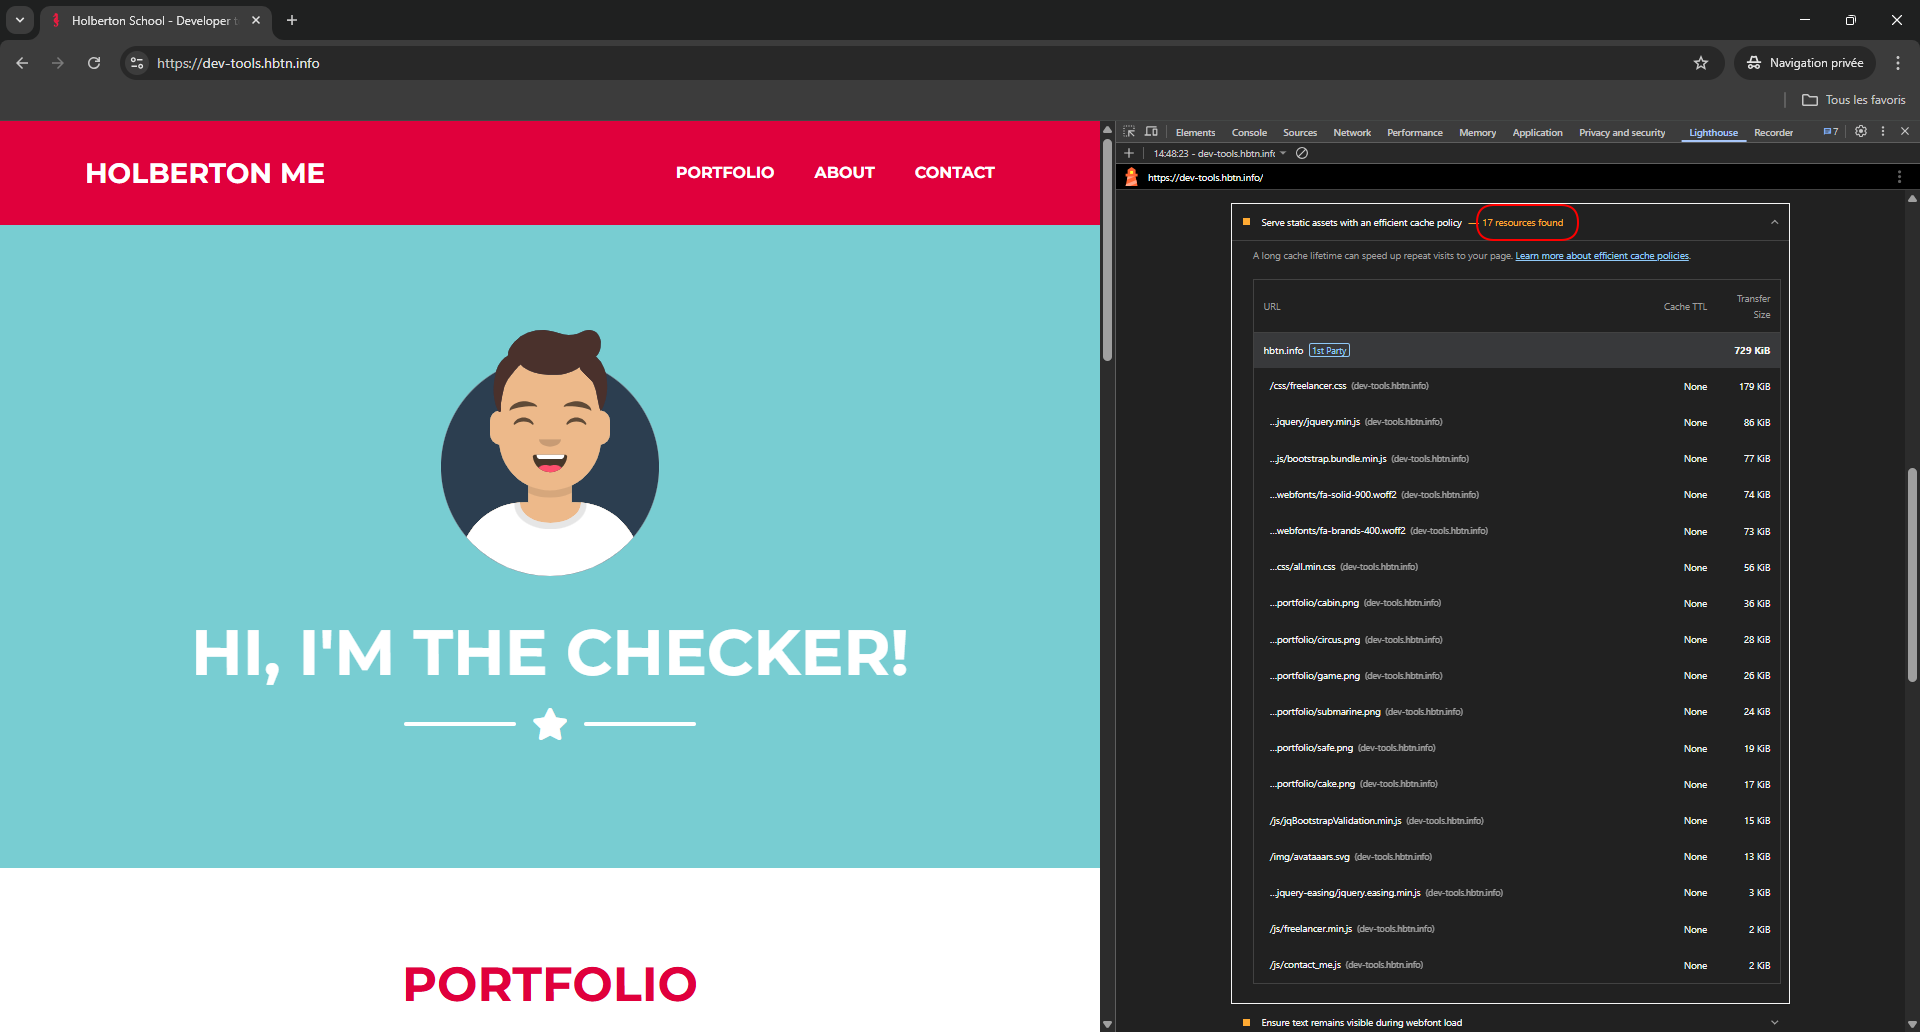 Holberton School - Developer t
https://dev-tools.hbtn.info
Navigation privée
Tous les favoris
HOLBERTON ME
PORTFOLIO ABOUT CONTACT
HI, I'M THE CHECKER!
PORTFOLIO
Elements Console Sources Network Performance Memory Application Privacy and security Lighthouse Recorder 7
14:48:23 - dev-tools.hbtn.info
https://dev-tools.hbtn.info/
Serve static assets with an efficient cache policy — 17 resources found
A long cache lifetime can speed up repeat visits to your page. Learn more about efficient cache policies.
URL Cache TTL Transfer Size
hbtn.info 1st Party 729 KiB
/css/freelancer.css (dev-tools.hbtn.info) None 179 KiB
…jquery/jquery.min.js (dev-tools.hbtn.info) None 86 KiB
…js/bootstrap.bundle.min.js (dev-tools.hbtn.info) None 77 KiB
…webfonts/fa-solid-900.woff2 (dev-tools.hbtn.info) None 74 KiB
…webfonts/fa-brands-400.woff2 (dev-tools.hbtn.info) None 73 KiB
…css/all.min.css (dev-tools.hbtn.info) None 56 KiB
…portfolio/cabin.png (dev-tools.hbtn.info) None 36 KiB
…portfolio/circus.png (dev-tools.hbtn.info) None 28 KiB
…portfolio/game.png (dev-tools.hbtn.info) None 26 KiB
…portfolio/submarine.png (dev-tools.hbtn.info) None 24 KiB
…portfolio/safe.png (dev-tools.hbtn.info) None 19 KiB
…portfolio/cake.png (dev-tools.hbtn.info) None 17 KiB
/js/jqBootstrapValidation.min.js (dev-tools.hbtn.info) None 15 KiB
/img/avataaars.svg (dev-tools.hbtn.info) None 13 KiB
…jquery-easing/jquery.easing.min.js (dev-tools.hbtn.info) None 3 KiB
/js/freelancer.min.js (dev-tools.hbtn.info) None 2 KiB
/js/contact_me.js (dev-tools.hbtn.info) None 2 KiB
Ensure text remains visible during webfont load